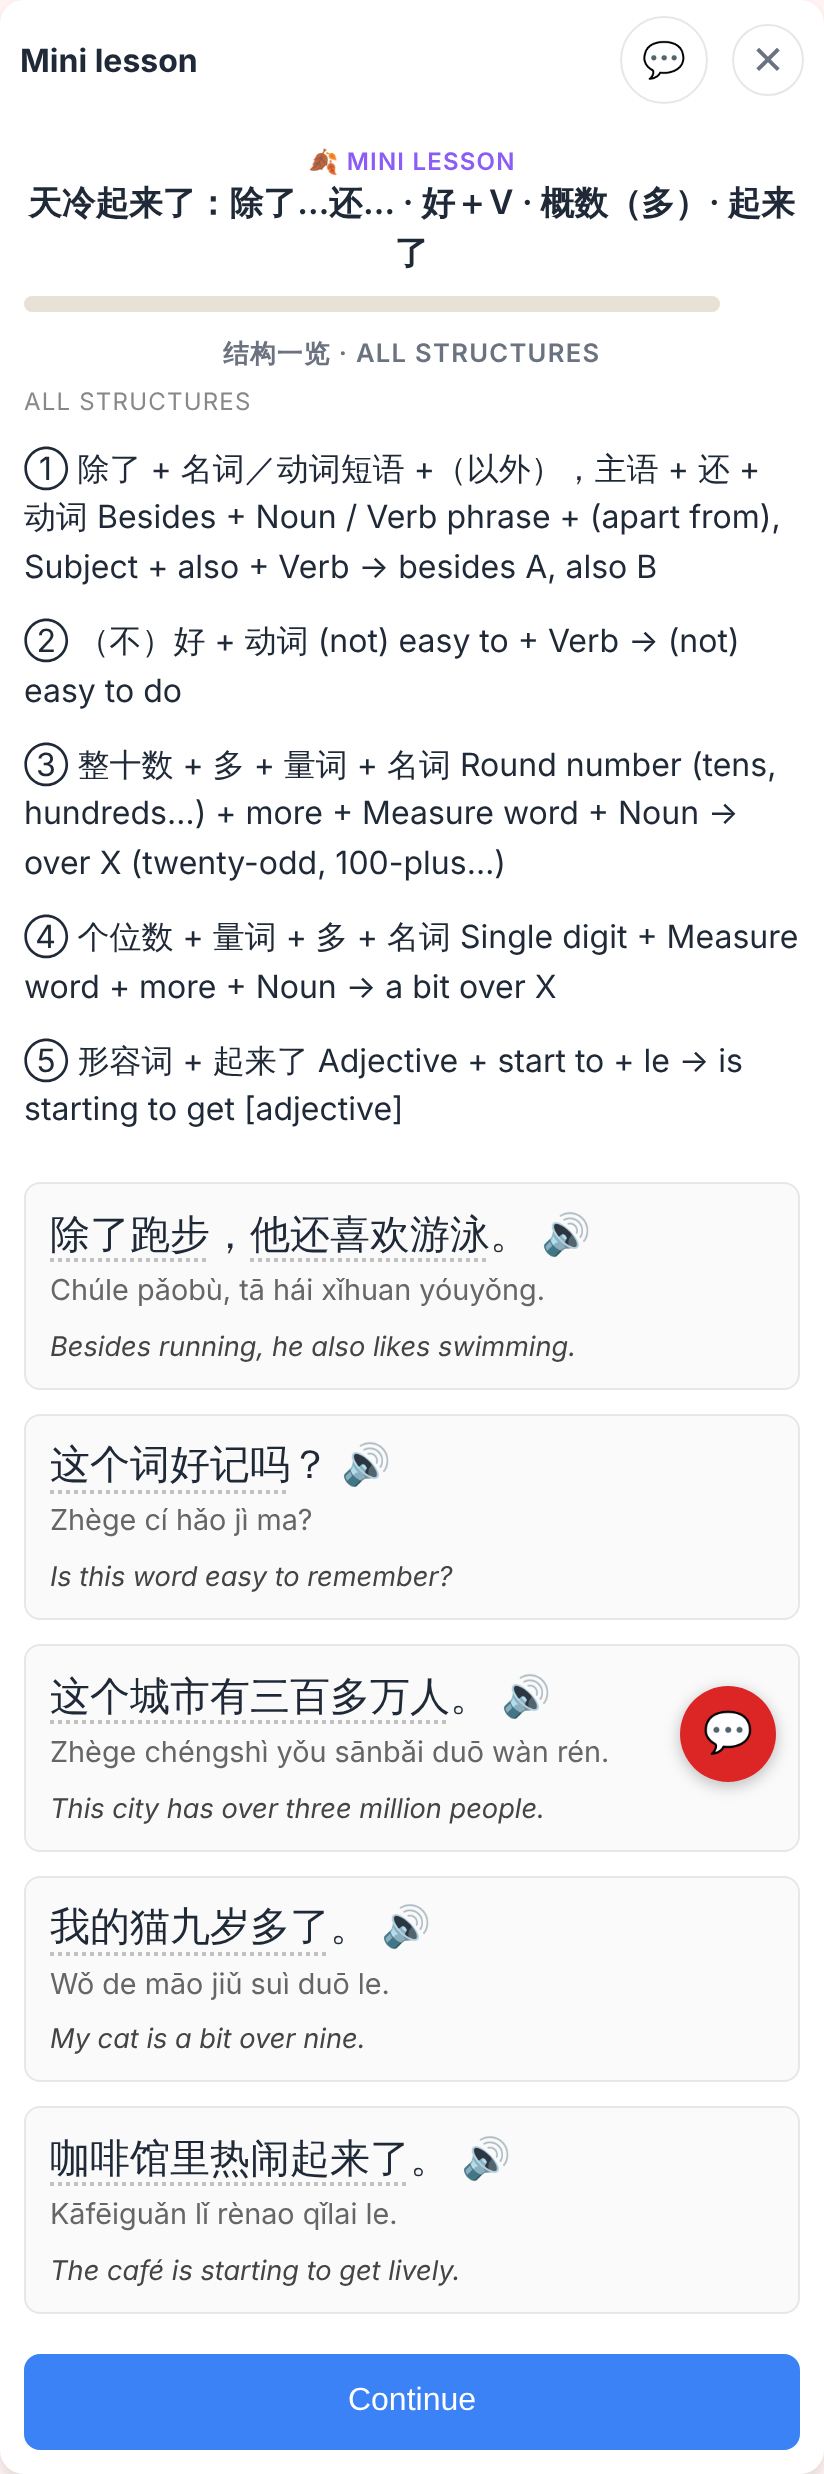 Mini lesson
MINI LESSON
天冷起来了：除了…还… · 好＋V · 概数（多）· 起来
了
结构一览 · ALL STRUCTURES
ALL STRUCTURES
① 除了 + 名词／动词短语 +（以外），主语 + 还 +
动词 Besides + Noun / Verb phrase + (apart from),
Subject + also + Verb → besides A, also B
② （不）好 + 动词 (not) easy to + Verb → (not)
easy to do
③ 整十数 + 多 + 量词 + 名词 Round number (tens,
hundreds…) + more + Measure word + Noun →
over X (twenty-odd, 100-plus…)
④ 个位数 + 量词 + 多 + 名词 Single digit + Measure
word + more + Noun → a bit over X
⑤ 形容词 + 起来了 Adjective + start to + le → is
starting to get [adjective]
除了跑步，他还喜欢游泳。
Chúle pǎobù, tā hái xǐhuan yóuyǒng.
Besides running, he also likes swimming.
这个词好记吗？
Zhège cí hǎo jì ma?
Is this word easy to remember?
这个城市有三百多万人。
Zhège chéngshì yǒu sānbǎi duō wàn rén.
This city has over three million people.
我的猫九岁多了。
Wǒ de māo jiǔ suì duō le.
My cat is a bit over nine.
咖啡馆里热闹起来了。
Kāfēiguǎn lǐ rènao qǐlai le.
The café is starting to get lively.
Continue